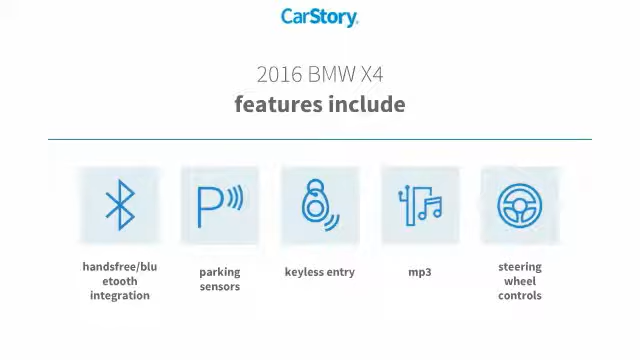 CarStory
2016 BMW X4
features include
P
handsfree/blu
etooth
integration
parking
sensors
keyless entry
mp3
steering
wheel
controls